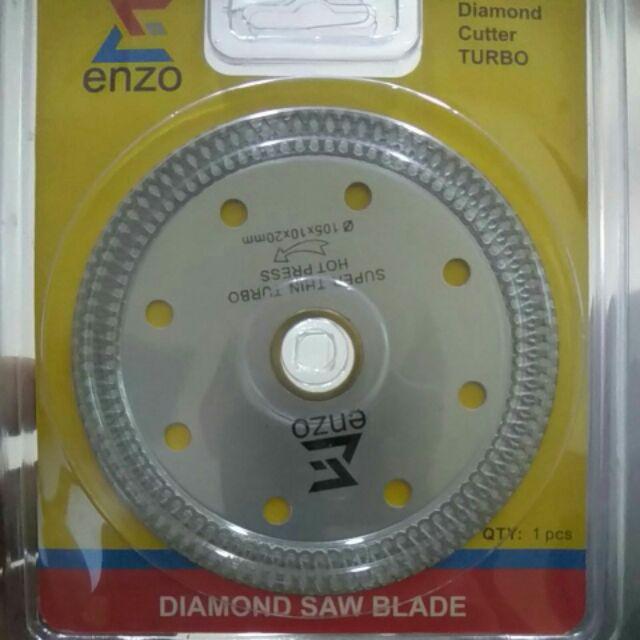 enzo
Diamond
Cutter
TURBO
SUPER THIN TURBO
HOT PRESS
Ø 105x10x20mm
enzo
QTY: 1 pcs
DIAMOND SAW BLADE